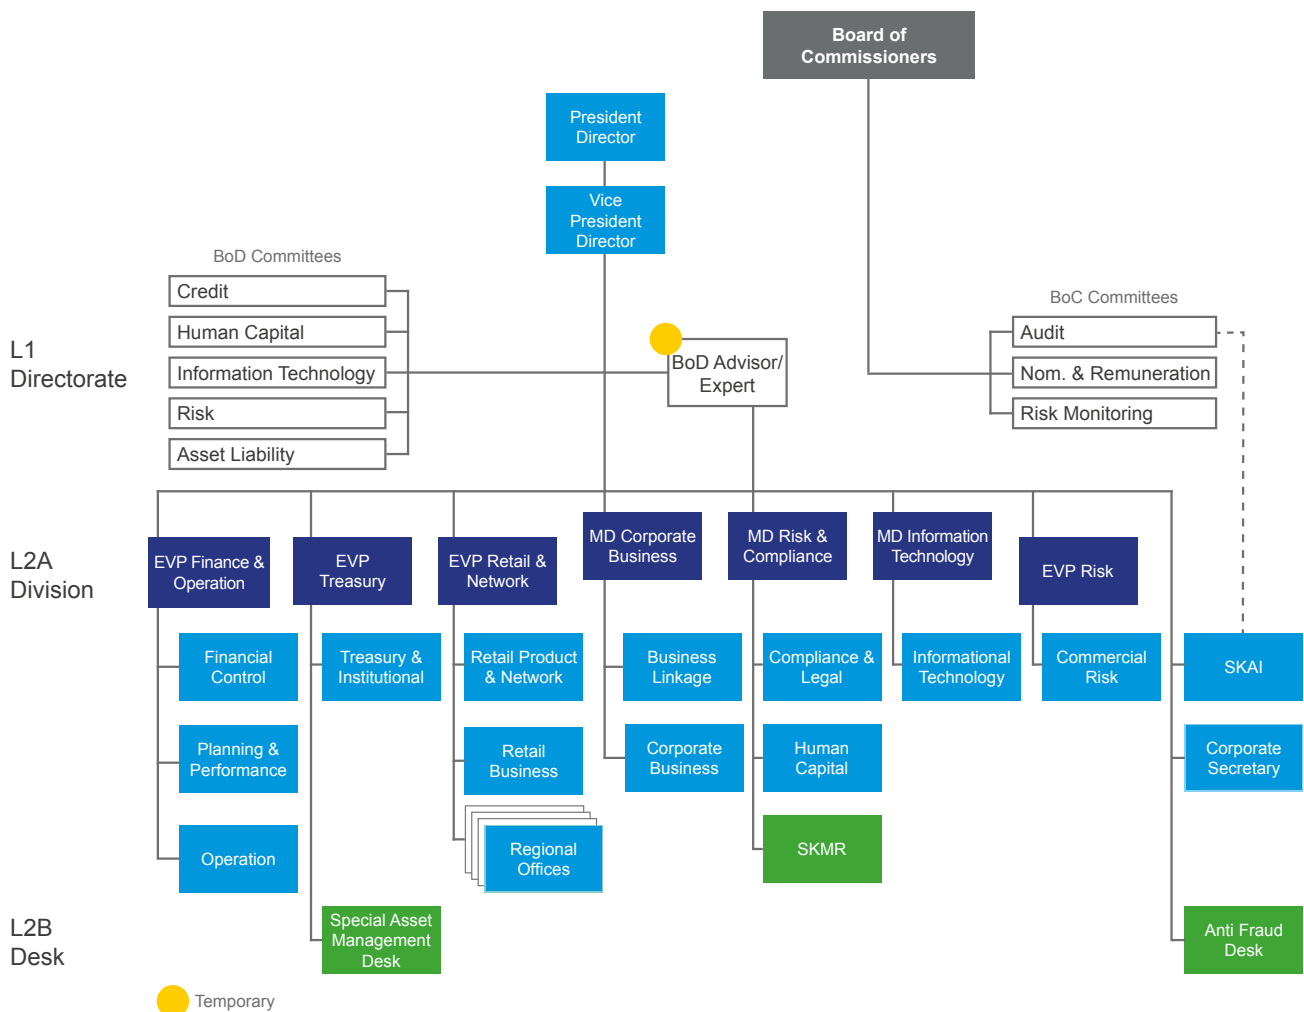 Board of
Commissioners
President
Director
Vice
President
Director
BoD Committees
Credit
Human Capital
Information Technology
Risk
Asset Liability
BoC Committees
Audit
Nom. & Remuneration
Risk Monitoring
L1
Directorate
BoD Advisor/
Expert
L2A
Division
EVP Finance &
Operation
EVP
Treasury
EVP Retail &
Network
MD Corporate
Business
MD Risk &
Compliance
MD Information
Technology
EVP Risk
Financial
Control
Treasury &
Institutional
Retail Product
& Network
Business
Linkage
Compliance &
Legal
Informational
Technology
Commercial
Risk
SKAI
Planning &
Performance
Retail
Business
Corporate
Business
Human
Capital
Corporate
Secretary
Operation
Regional
Offices
SKMR
L2B
Desk
Special Asset
Management
Desk
Anti Fraud
Desk
Temporary